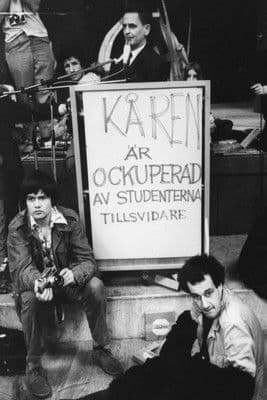 KÅREN
ÄR
OCKUPERAD
AV STUDENTERNA
TILLSVIDARE